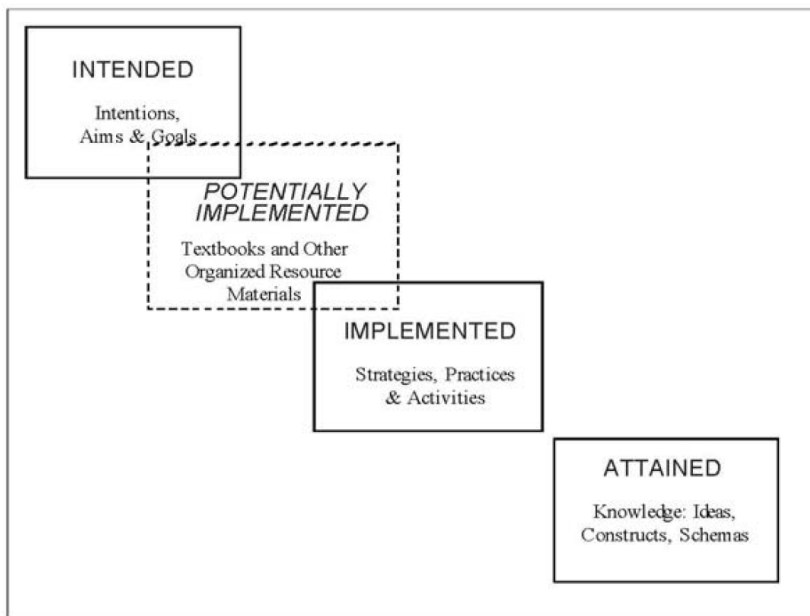 INTENDED
Intentions,
Aims & Goals
POTENTIALLY
IMPLEMENTED
Textbooks and Other
Organized Resource
Materials
IMPLEMENTED
Strategies, Practices
& Activities
ATTAINED
Knowledge: Ideas,
Constructs, Schemas